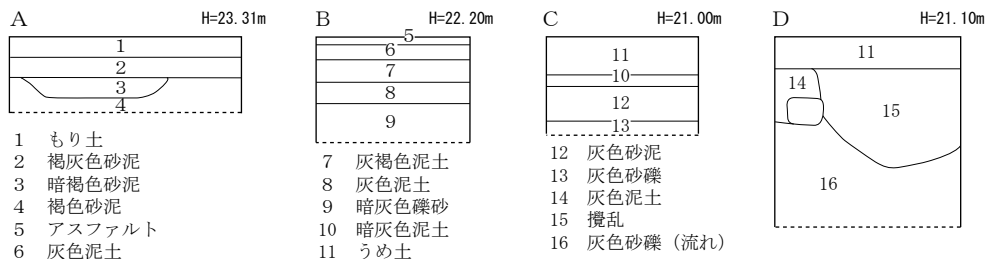 A H=23.31m
1
2
3
4
B H=22.20m
5
6
7
8
9
C H=21.00m
11
10
12
13
D H=21.10m
11
14
15
16
1 もり土
2 褐灰色砂泥
3 暗褐色砂泥
4 褐色砂泥
5 アスファルト
6 灰色泥土
7 灰褐色泥土
8 灰色泥土
9 暗灰色礫砂
10 暗灰色泥土
11 うめ土
12 灰色砂泥
13 灰色砂礫
14 灰色泥土
15 攪乱
16 灰色砂礫（流れ）